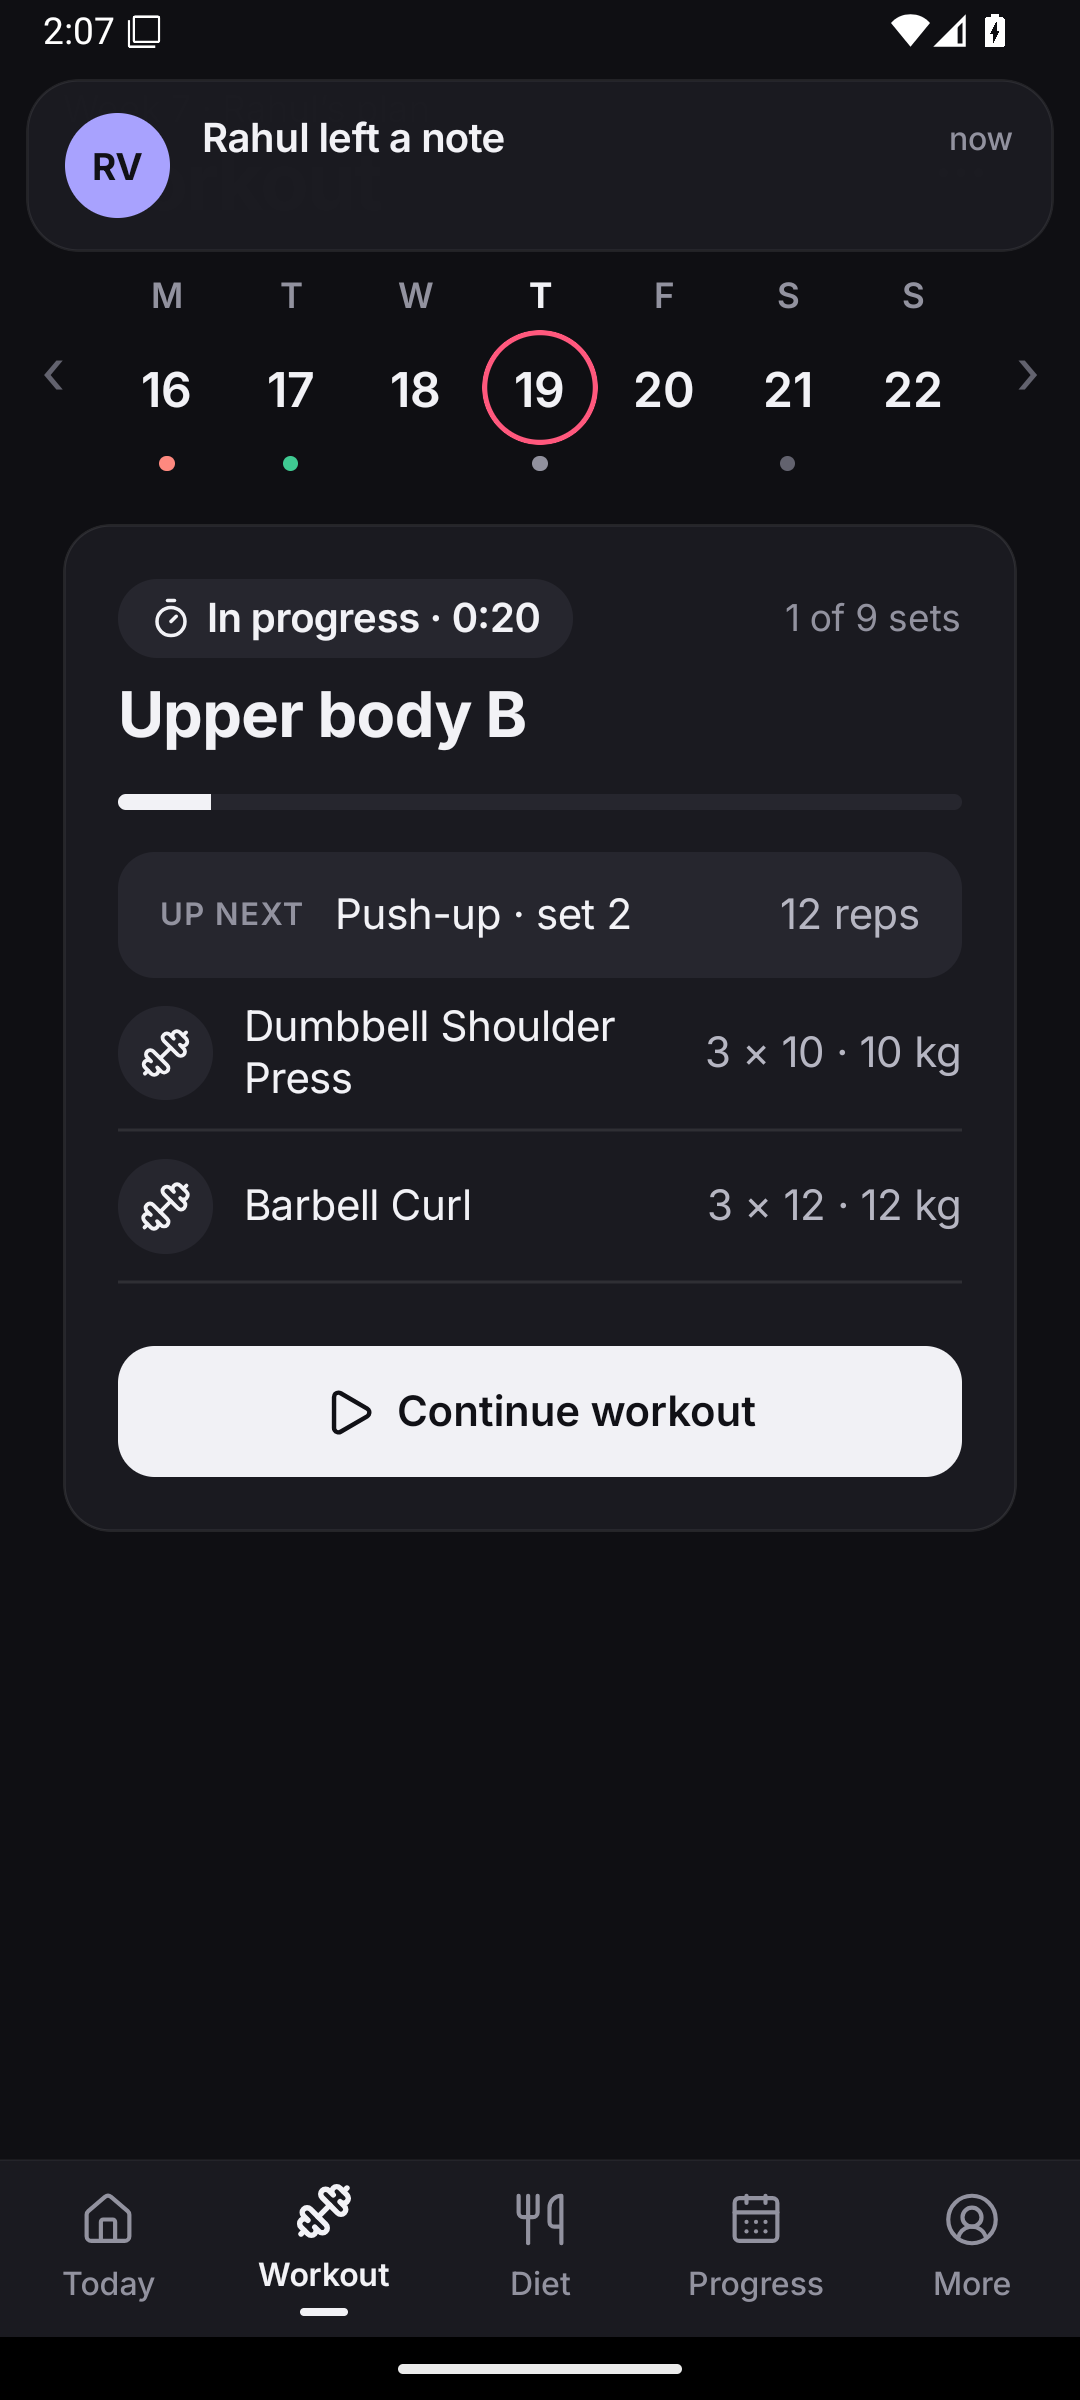 2:07
RV
Rahul left a note
now
M T W T F S S
‹ 16 17 18 19 20 21 22 ›
In progress · 0:20
1 of 9 sets
Upper body B
UP NEXT Push-up · set 2 12 reps
Dumbbell Shoulder
Press
3 × 10 · 10 kg
Barbell Curl 3 × 12 · 12 kg
Continue workout
Today Workout Diet Progress More